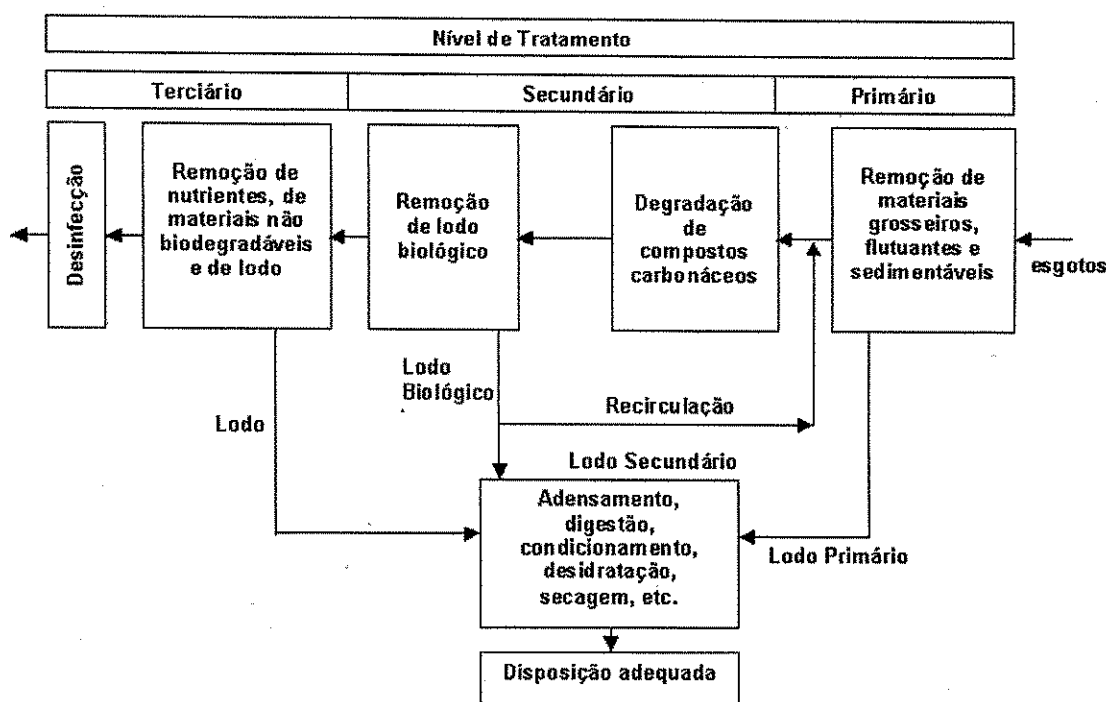 Nível de Tratamento
Terciário
Secundário
Primário
Desinfecção
Remoção de
nutrientes, de
materiais não
biodegradáveis
e de lodo
Remoção
de lodo
biológico
Degradação
de
compostos
carbonáceos
Remoção de
materiais
grosseiros,
flutuantes e
sedimentáveis
esgotos
Lodo
Biológico
Lodo
Recirculação
Lodo Secundário
Adensamento,
digestão,
condicionamento,
desidratação,
secagem, etc.
Lodo Primário
Disposição adequada